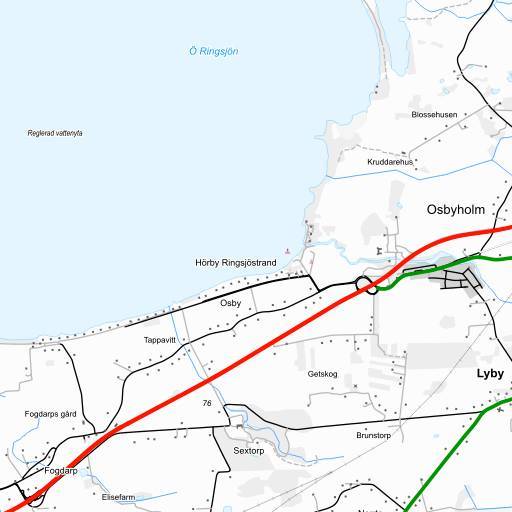 Ö Ringsjön
Blossehusen
Reglerad vattenyta
Kruddarehus
Osbyholm
Hörby Ringsjöstrand
Osby
Tappavitt
Getskog
Lyby
76
Fogdarps gård
Brunstorp
Sextorp
Fogdarp
Elisefarm